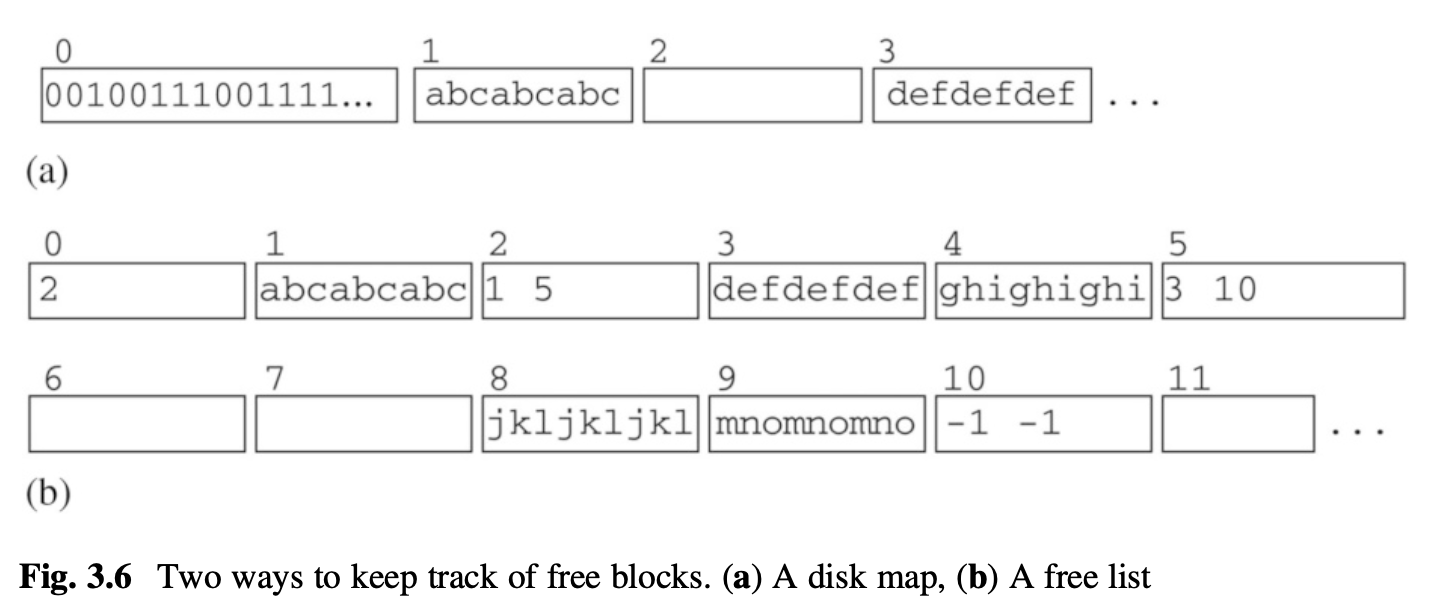 0 1 2 3
00100111001111... abcabcabc defdefdef ...
(a)
0 1 2 3 4 5
2 abcabcabc 1 5 defdefdef ghighighi 3 10
6 7 8 9 10 11
jkljkljkl mnomnomno -1 -1 ...
(b)
Fig. 3.6 Two ways to keep track of free blocks. (a) A disk map, (b) A free list